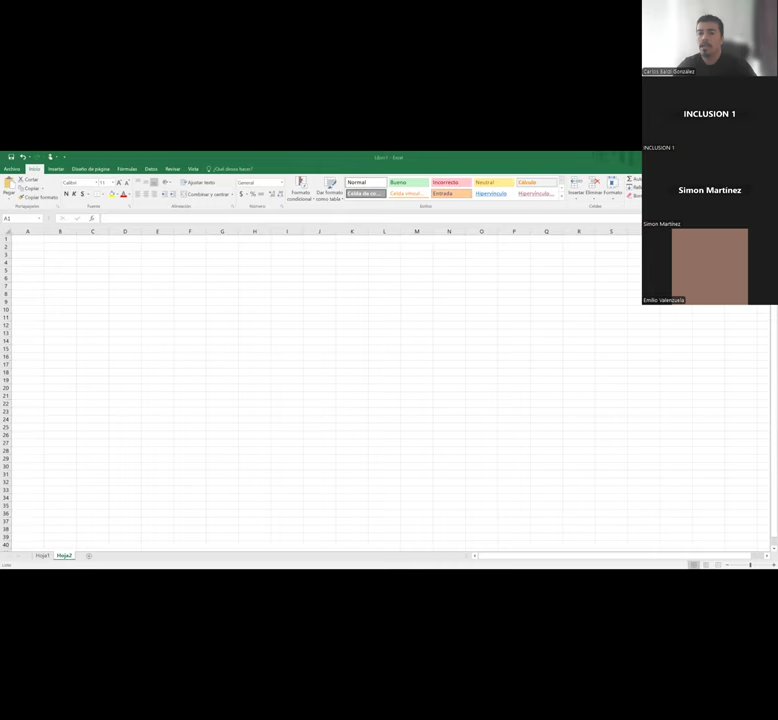 Carlos Bazai González
INCLUSION 1
INCLUSION 1
Simon Martínez
Simon Martínez
Emilio Valenzuela
Libro1 - Excel
Archivo Inicio Insertar Diseño de página Fórmulas Datos Revisar Vista ¿Qué desea hacer?
Pegar
Cortar
Copiar
Copiar formato
Portapapeles
Calibri 11
N K S
Fuente
Ajustar texto
Combinar y centrar
Alineación
General
Número
Formato condicional
Dar formato como tabla
Normal Bueno Incorrecto Neutral Cálculo
Celda de co... Celda vincul... Entrada Hipervínculo Hipervínculo...
Estilos
Insertar Eliminar Formato
Celdas
A1
fx
A B C D E F G H I J K L M N O P Q R S
1
2
3
4
5
6
7
8
9
10
11
12
13
14
15
16
17
18
19
20
21
22
23
24
25
26
27
28
29
30
31
32
33
34
35
36
37
38
39
40
Hoja1 Hoja2
Listo